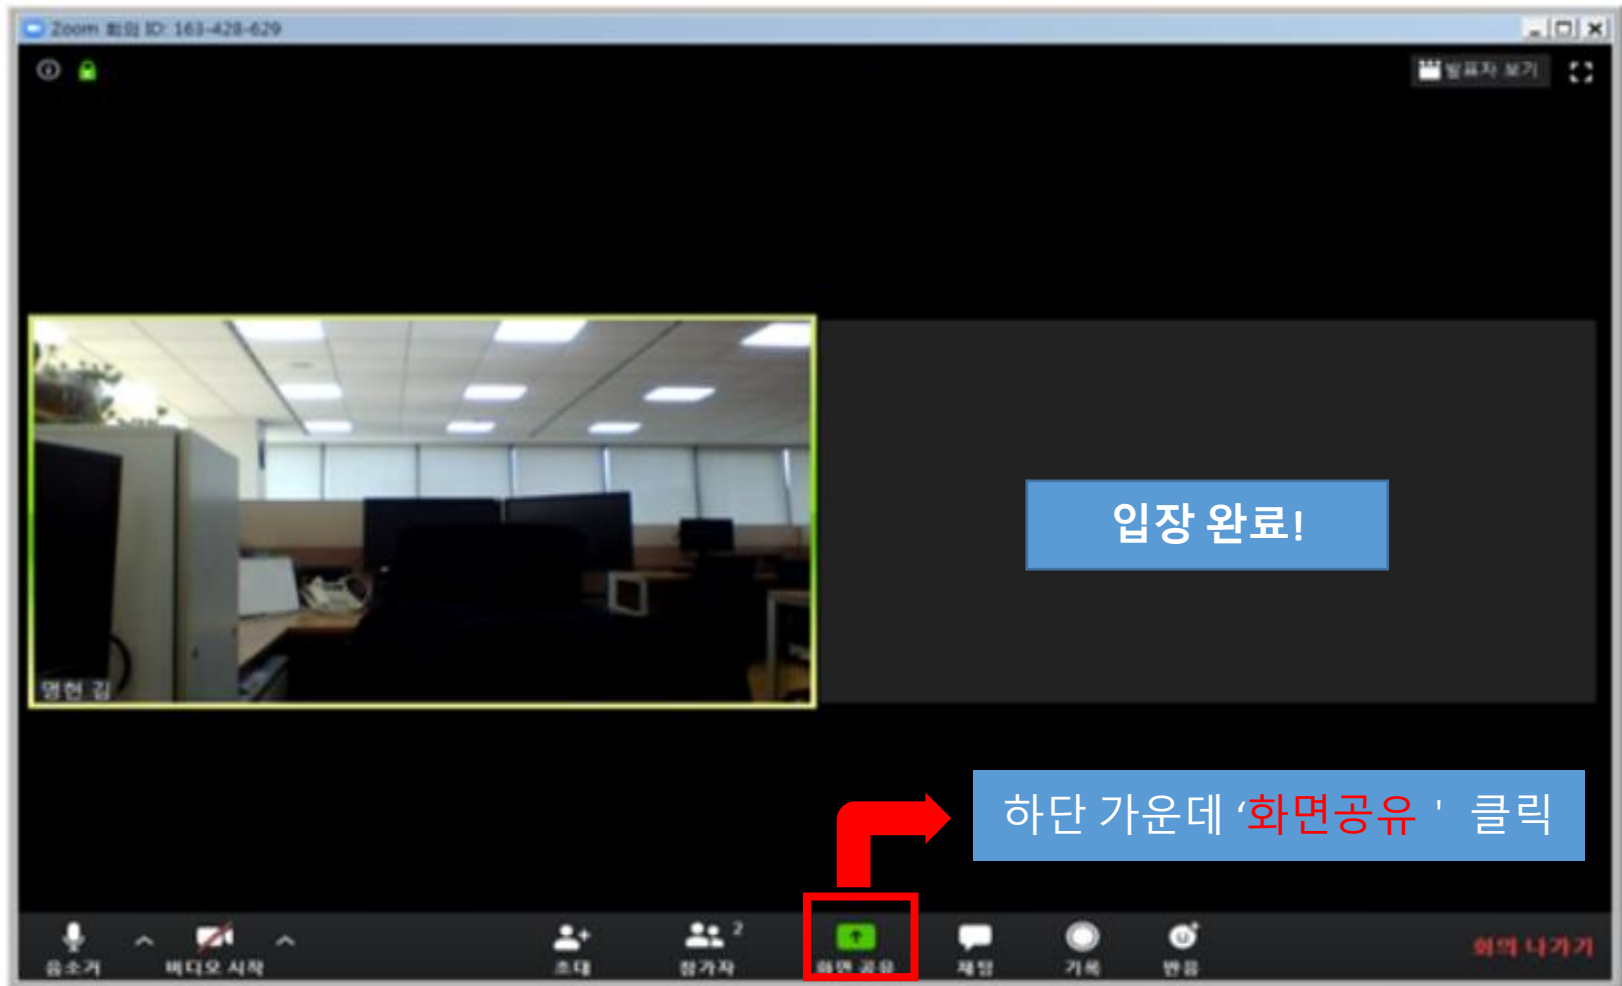 Zoom 회의 ID: 163-428-629
발표자 보기
입장 완료!
명현 김
하단 가운데 ‘화면공유 ' 클릭
2
음소거
비디오 시작
초대
참가자
화면 공유
채팅
기록
반응
회의 나가기